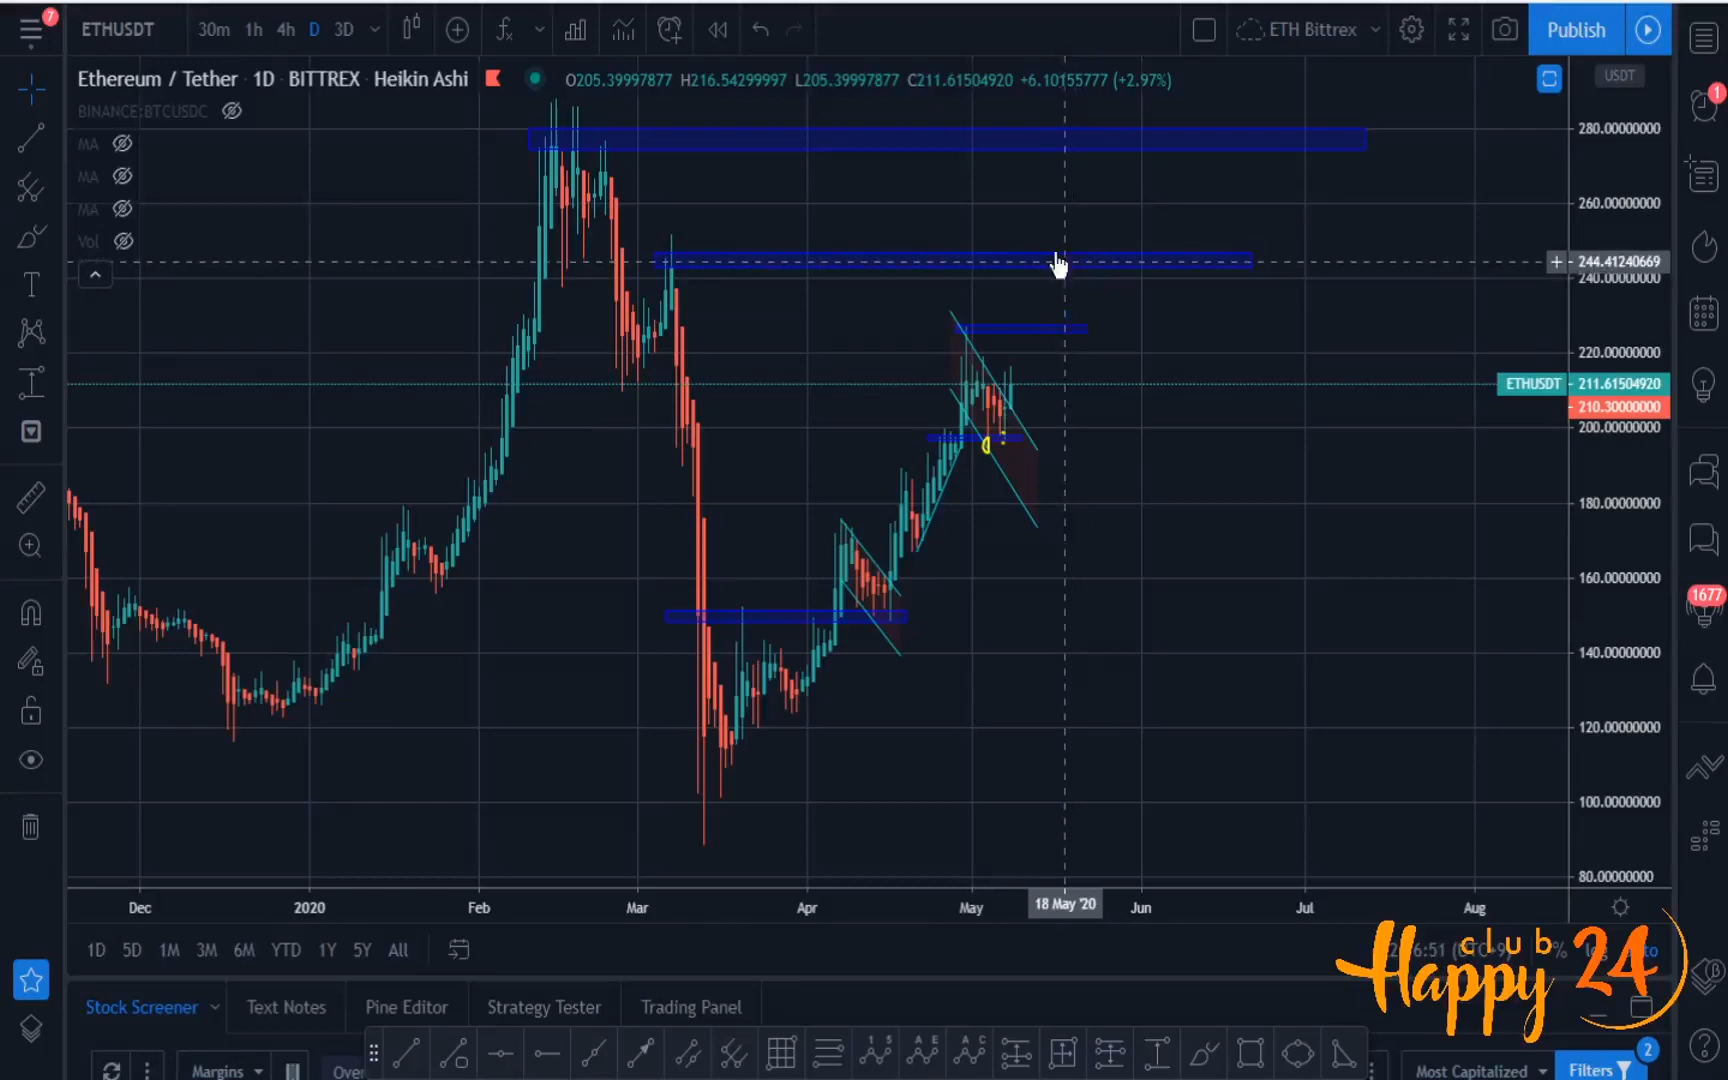 7
ETHUSDT 30m 1h 4h D 3D ETH Bittrex Publish
Ethereum / Tether · 1D · BITTREX · Heikin Ashi O205.39997877 H216.54299997 L205.39997877 C211.61504920 +6.10155777 (+2.97%) USDT
BINANCE:BTCUSDC
MA
MA
MA
Vol
1
280.00000000
260.00000000
244.41240669
240.00000000
220.00000000
ETHUSDT 211.61504920
210.30000000
200.00000000
180.00000000
160.00000000
1677
140.00000000
120.00000000
100.00000000
80.00000000
Dec 2020 Feb Mar Apr May 18 May '20 Jun Jul Aug
1D 5D 1M 3M 6M YTD 1Y 5Y All
club
Happy 24
Stock Screener Text Notes Pine Editor Strategy Tester Trading Panel
Margins Most Capitalized Filters 2